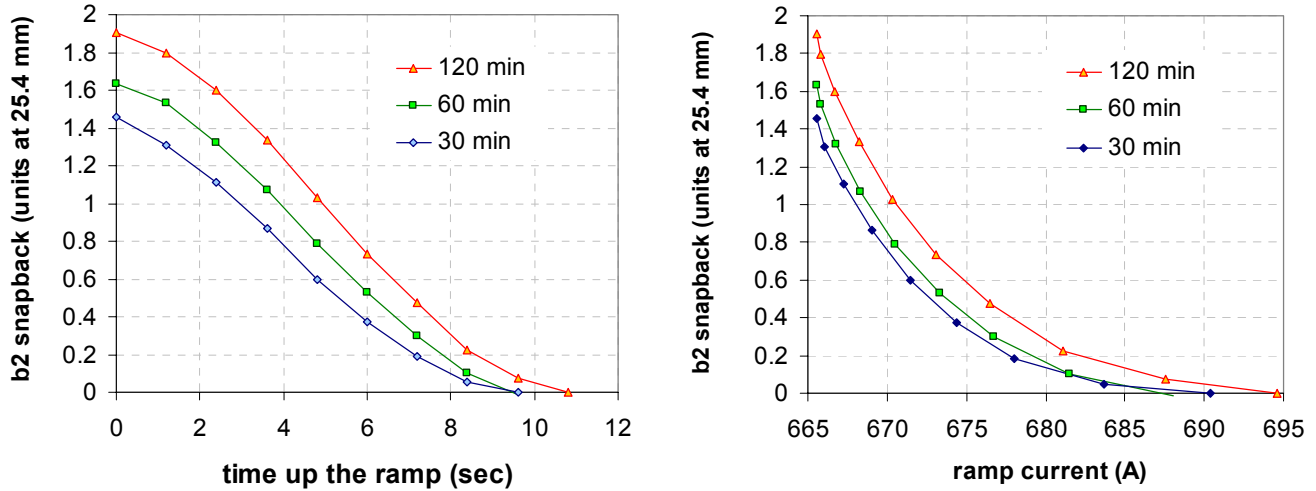 b2 snapback (units at 25.4 mm)
2
1.8
1.6
1.4
1.2
1
0.8
0.6
0.4
0.2
0
120 min
60 min
30 min
0 2 4 6 8 10 12
time up the ramp (sec)
b2 snapback (units at 25.4 mm)
2
1.8
1.6
1.4
1.2
1
0.8
0.6
0.4
0.2
0
120 min
60 min
30 min
665 670 675 680 685 690 695
ramp current (A)